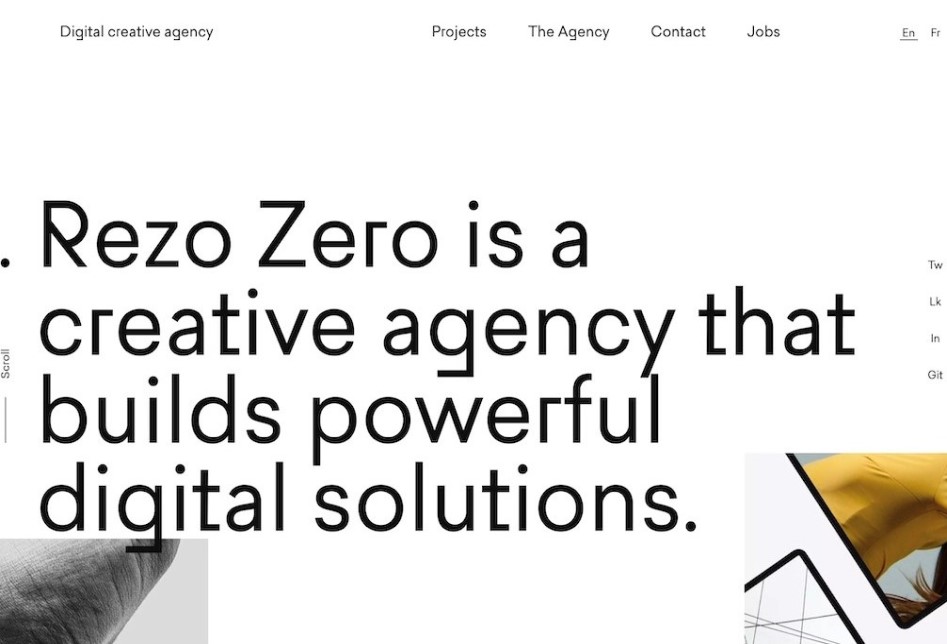 Digital creative agency
Projects
The Agency
Contact
Jobs
En
Fr
. Rezo Zero is a
creative agency that
builds powerful
digital solutions.
Scroll
Tw
Lk
In
Git